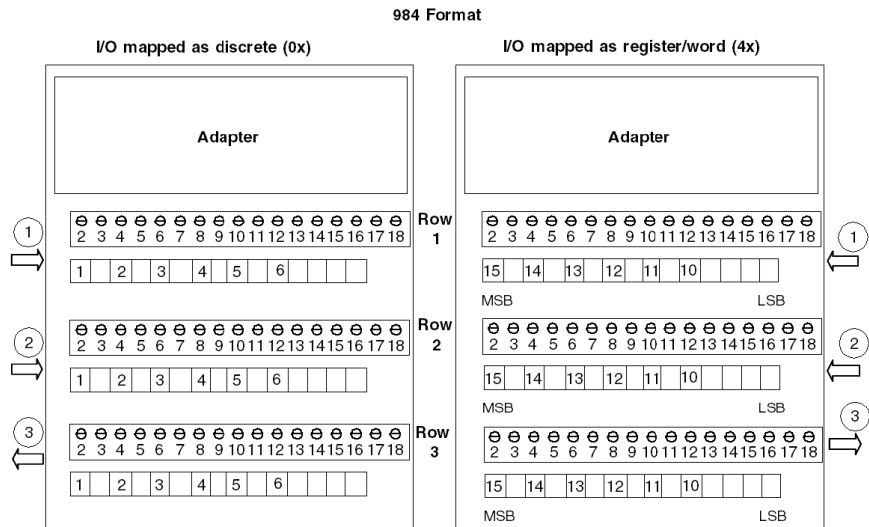 984 Format
I/O mapped as discrete (0x)
I/O mapped as register/word (4x)
Adapter
Adapter
1
2 3 4 5 6 7 8 9 10 11 12 13 14 15 16 17 18
Row 1
2 3 4 5 6 7 8 9 10 11 12 13 14 15 16 17 18
1
1 2 3 4 5 6
15 14 13 12 11 10
MSB LSB
2
2 3 4 5 6 7 8 9 10 11 12 13 14 15 16 17 18
Row 2
2 3 4 5 6 7 8 9 10 11 12 13 14 15 16 17 18
2
1 2 3 4 5 6
15 14 13 12 11 10
MSB LSB
3
2 3 4 5 6 7 8 9 10 11 12 13 14 15 16 17 18
Row 3
2 3 4 5 6 7 8 9 10 11 12 13 14 15 16 17 18
3
1 2 3 4 5 6
15 14 13 12 11 10
MSB LSB